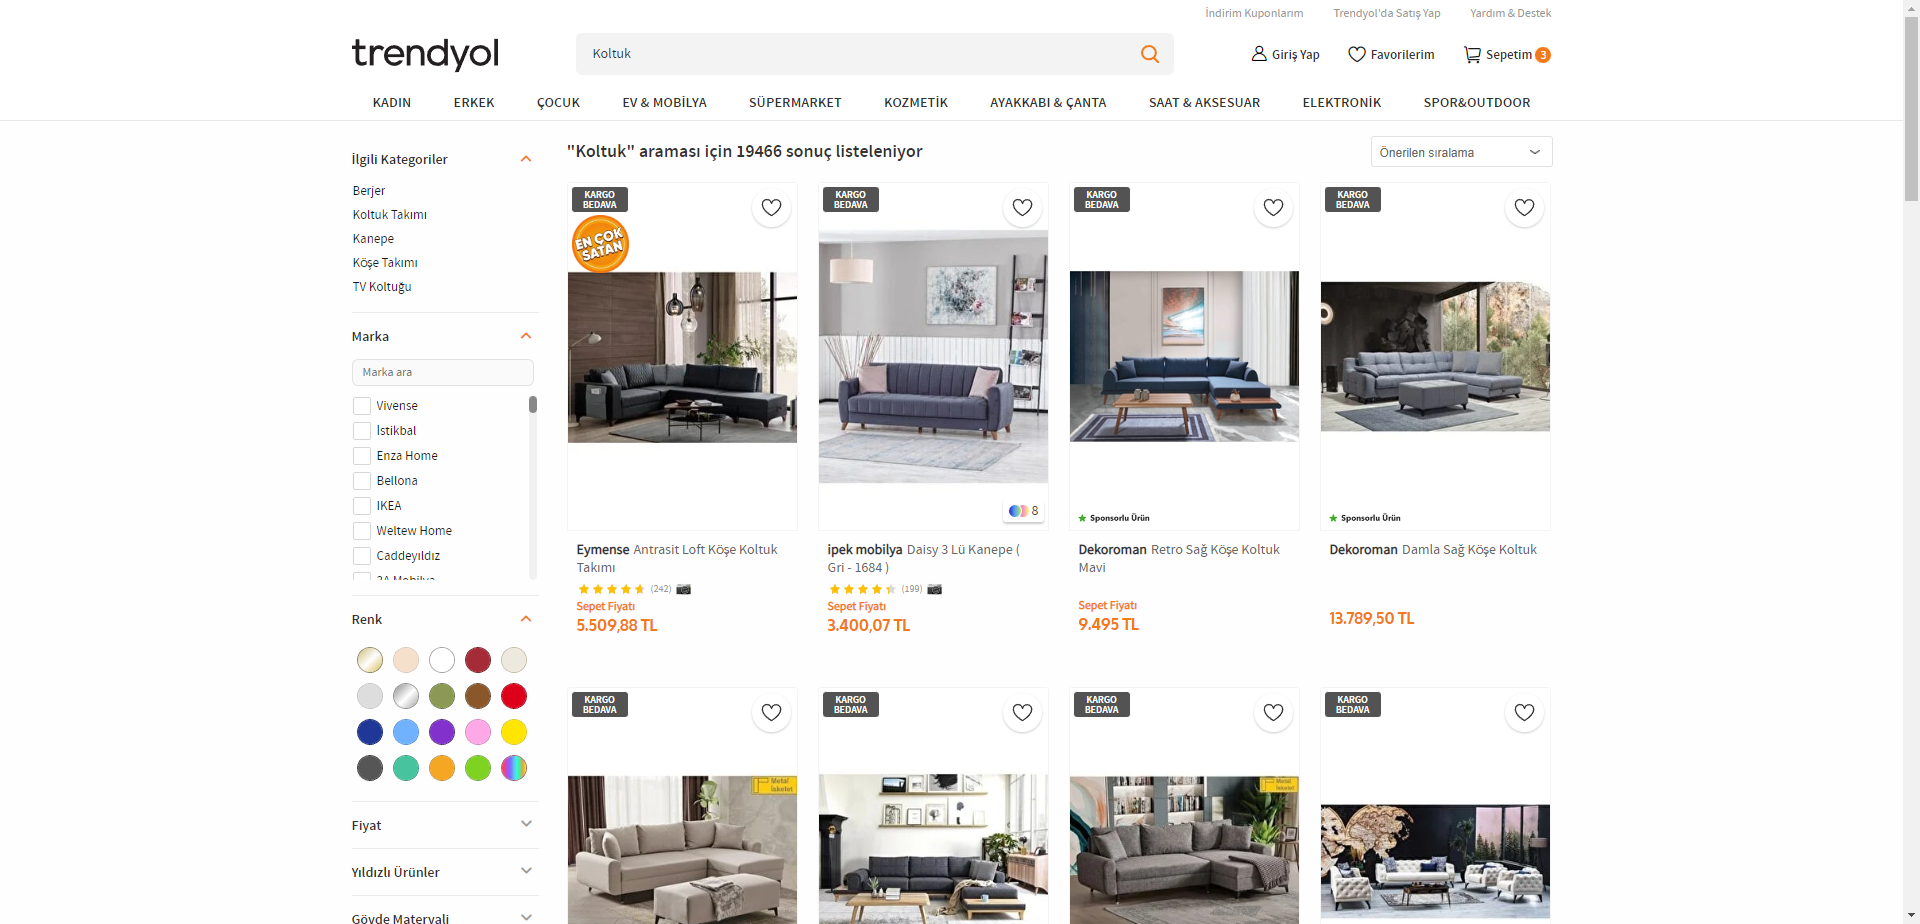 İndirim Kuponlarım
Trendyol'da Satış Yap
Yardım & Destek
trendyol
Koltuk
Giriş Yap
Favorilerim
Sepetim 3
KADIN
ERKEK
ÇOCUK
EV & MOBİLYA
SÜPERMARKET
KOZMETİK
AYAKKABI & ÇANTA
SAAT & AKSESUAR
ELEKTRONİK
SPOR&OUTDOOR
İlgili Kategoriler
Berjer
Koltuk Takımı
Kanepe
Köşe Takımı
TV Koltuğu
Marka
Marka ara
Vivense
İstikbal
Enza Home
Bellona
IKEA
Weltew Home
Caddeyıldız
Renk
Fiyat
Yıldızlı Ürünler
Gövde Materyali
"Koltuk" araması için 19466 sonuç listeleniyor
Önerilen sıralama
KARGO
BEDAVA
EN ÇOK
SATAN
Eymense Antrasit Loft Köşe Koltuk
Takımı
(242)
Sepet Fiyatı
5.509,88 TL
KARGO
BEDAVA
8
ipek mobilya Daisy 3 Lü Kanepe (
Gri - 1684 )
(199)
Sepet Fiyatı
3.400,07 TL
KARGO
BEDAVA
Sponsorlu Ürün
Dekoroman Retro Sağ Köşe Koltuk
Mavi
Sepet Fiyatı
9.495 TL
KARGO
BEDAVA
Sponsorlu Ürün
Dekoroman Damla Sağ Köşe Koltuk
13.789,50 TL
KARGO
BEDAVA
Metal
İskelet
KARGO
BEDAVA
KARGO
BEDAVA
Metal
İskelet
KARGO
BEDAVA